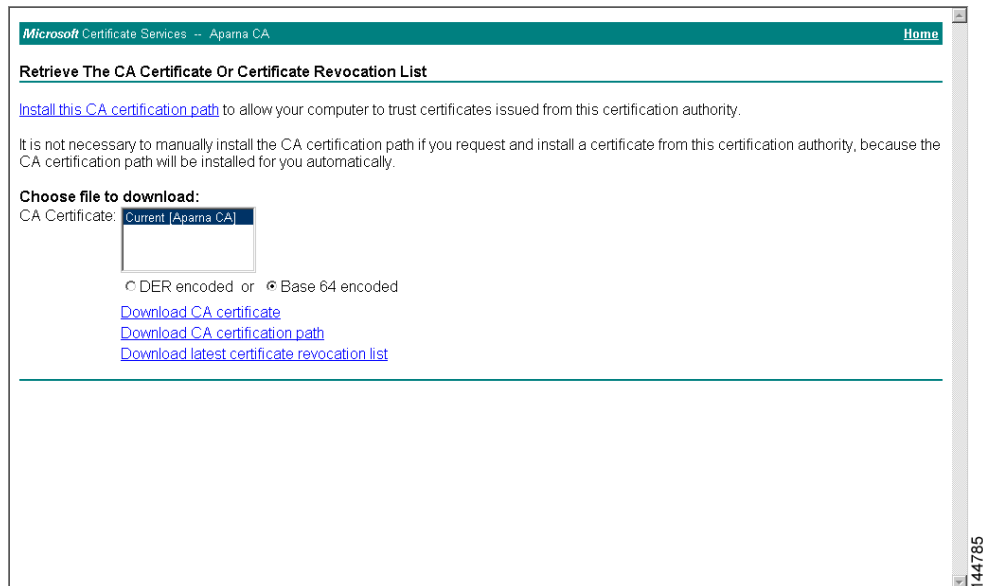 Microsoft Certificate Services -- Aparna CA Home
Retrieve The CA Certificate Or Certificate Revocation List
Install this CA certification path to allow your computer to trust certificates issued from this certification authority.
It is not necessary to manually install the CA certification path if you request and install a certificate from this certification authority, because the
CA certification path will be installed for you automatically.
Choose file to download:
CA Certificate: Current [Aparna CA]
DER encoded or Base 64 encoded
Download CA certificate
Download CA certification path
Download latest certificate revocation list
144785